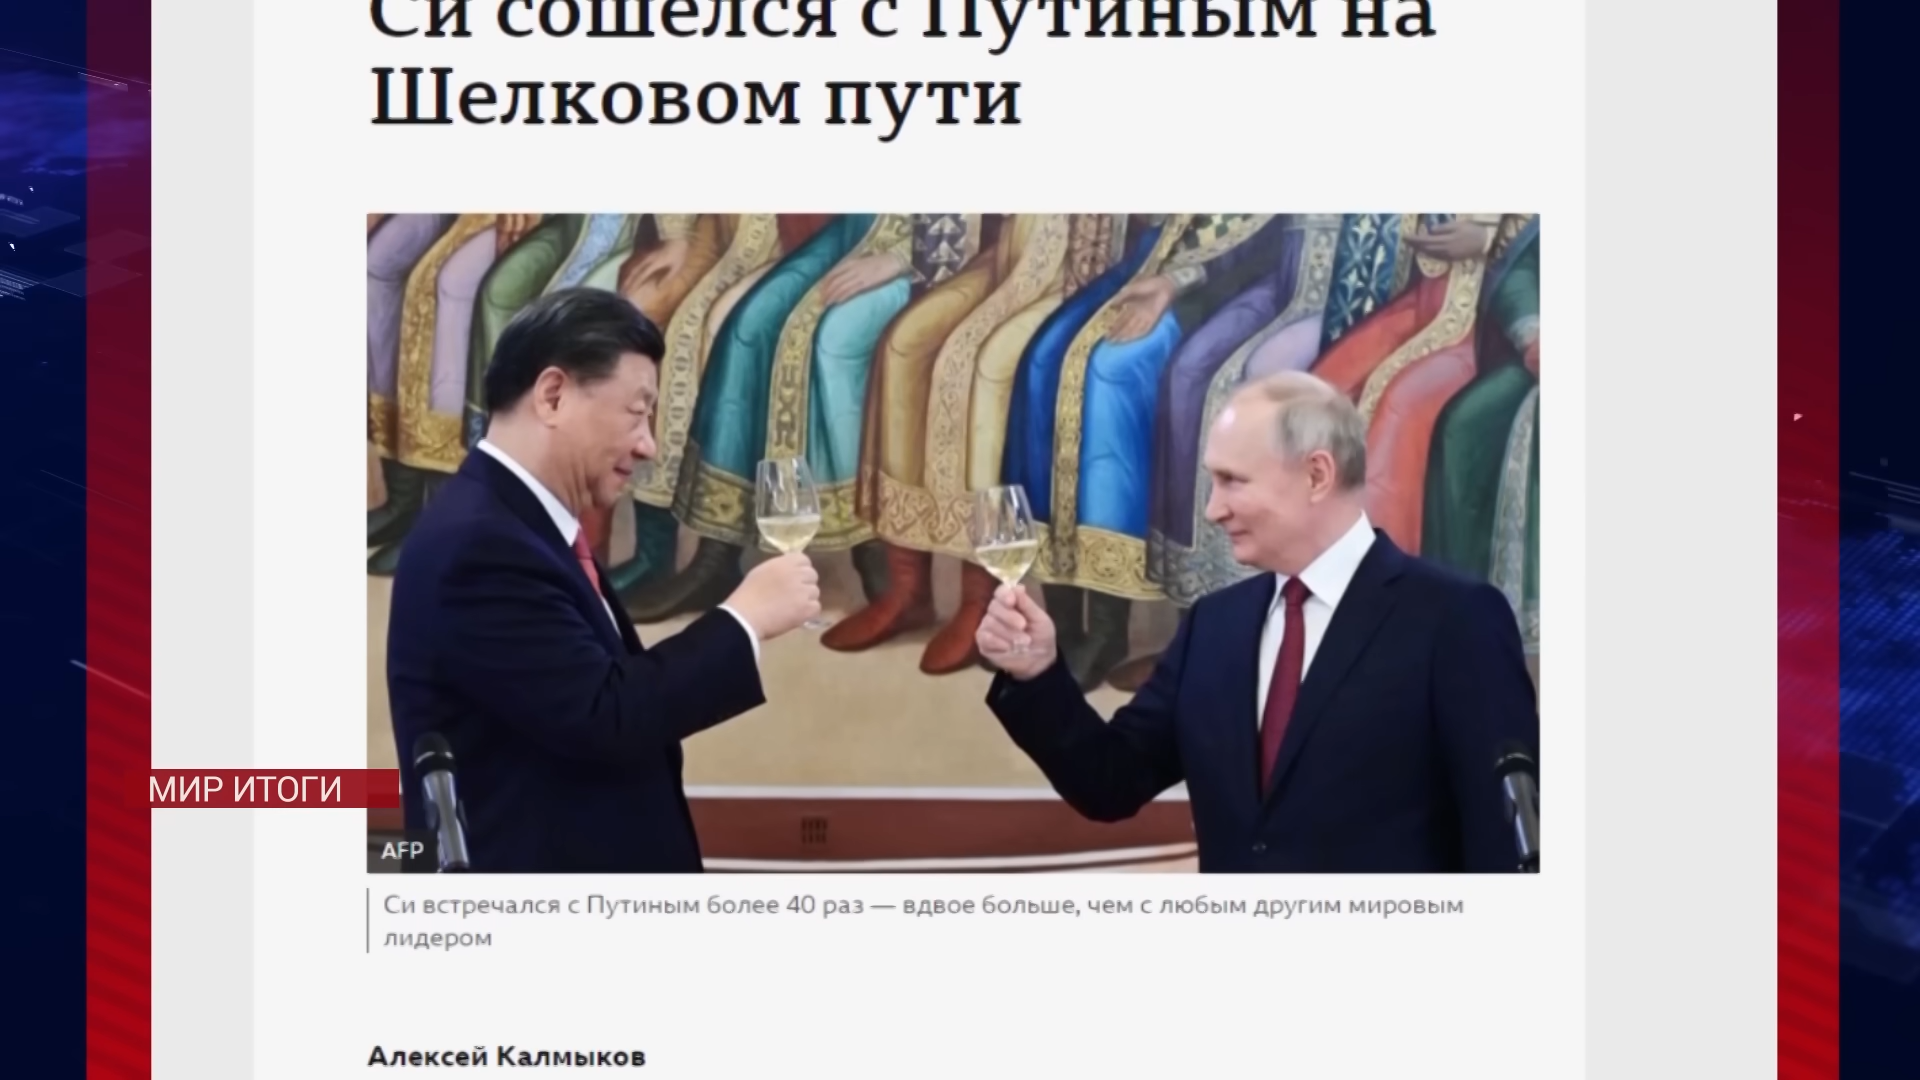 Си сошелся с Путиным на
Шелковом пути
МИР ИТОГИ
AFP
Си встречался с Путиным более 40 раз — вдвое больше, чем с любым другим мировым
лидером
Алексей Калмыков